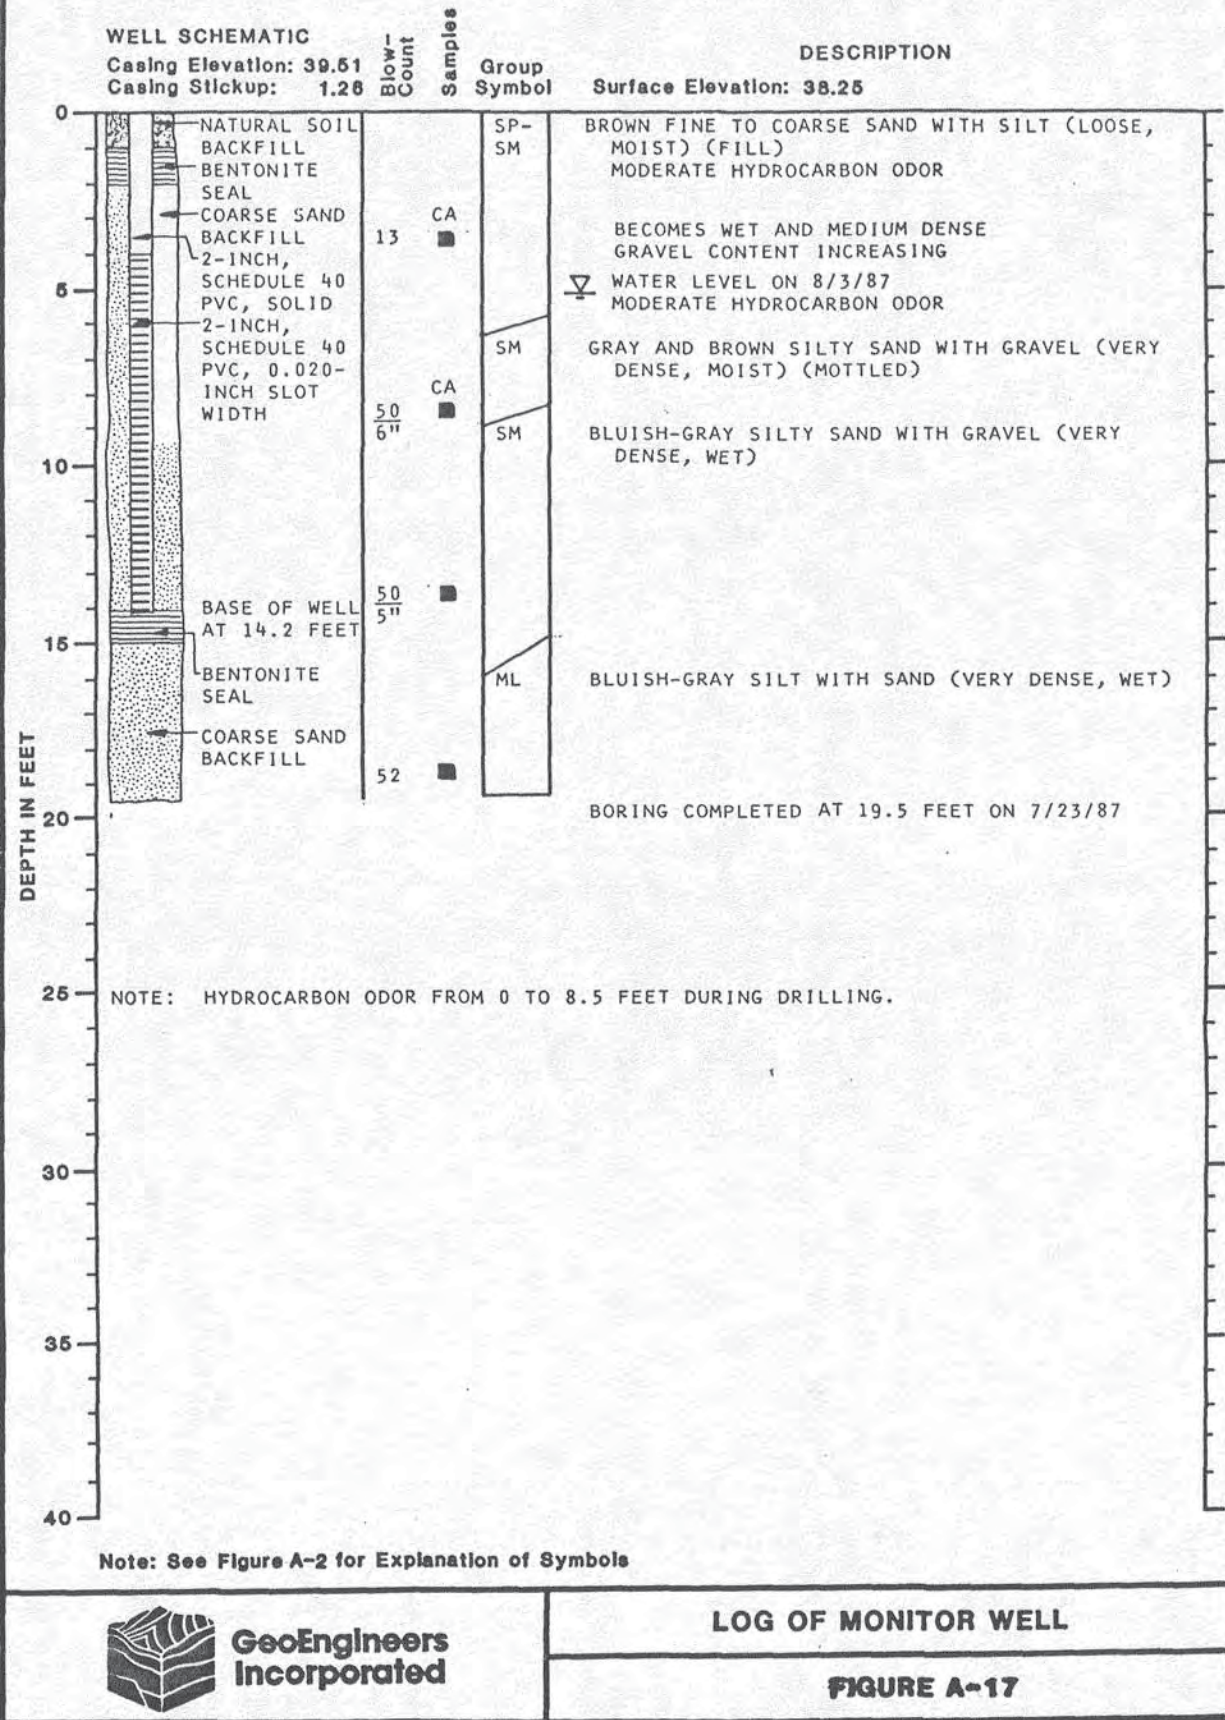 WELL SCHEMATIC
Casing Elevation: 39.51
Casing Stickup: 1.26
Blow-
Count
Samples
Group
Symbol
DESCRIPTION
Surface Elevation: 38.25
0
5
10
15
20
25
30
35
40
DEPTH IN FEET
NATURAL SOIL
BACKFILL
BENTONITE
SEAL
COARSE SAND
BACKFILL
2-INCH,
SCHEDULE 40
PVC, SOLID
2-INCH,
SCHEDULE 40
PVC, 0.020-
INCH SLOT
WIDTH
BASE OF WELL
AT 14.2 FEET
BENTONITE
SEAL
COARSE SAND
BACKFILL
13
50
6"
50
5"
52
CA
CA
SP-
SM
SM
SM
ML
BROWN FINE TO COARSE SAND WITH SILT (LOOSE,
MOIST) (FILL)
MODERATE HYDROCARBON ODOR
BECOMES WET AND MEDIUM DENSE
GRAVEL CONTENT INCREASING
WATER LEVEL ON 8/3/87
MODERATE HYDROCARBON ODOR
GRAY AND BROWN SILTY SAND WITH GRAVEL (VERY
DENSE, MOIST) (MOTTLED)
BLUISH-GRAY SILTY SAND WITH GRAVEL (VERY
DENSE, WET)
BLUISH-GRAY SILT WITH SAND (VERY DENSE, WET)
BORING COMPLETED AT 19.5 FEET ON 7/23/87
NOTE: HYDROCARBON ODOR FROM 0 TO 8.5 FEET DURING DRILLING.
Note: See Figure A-2 for Explanation of Symbols
GeoEngineers
Incorporated
LOG OF MONITOR WELL
FIGURE A-17